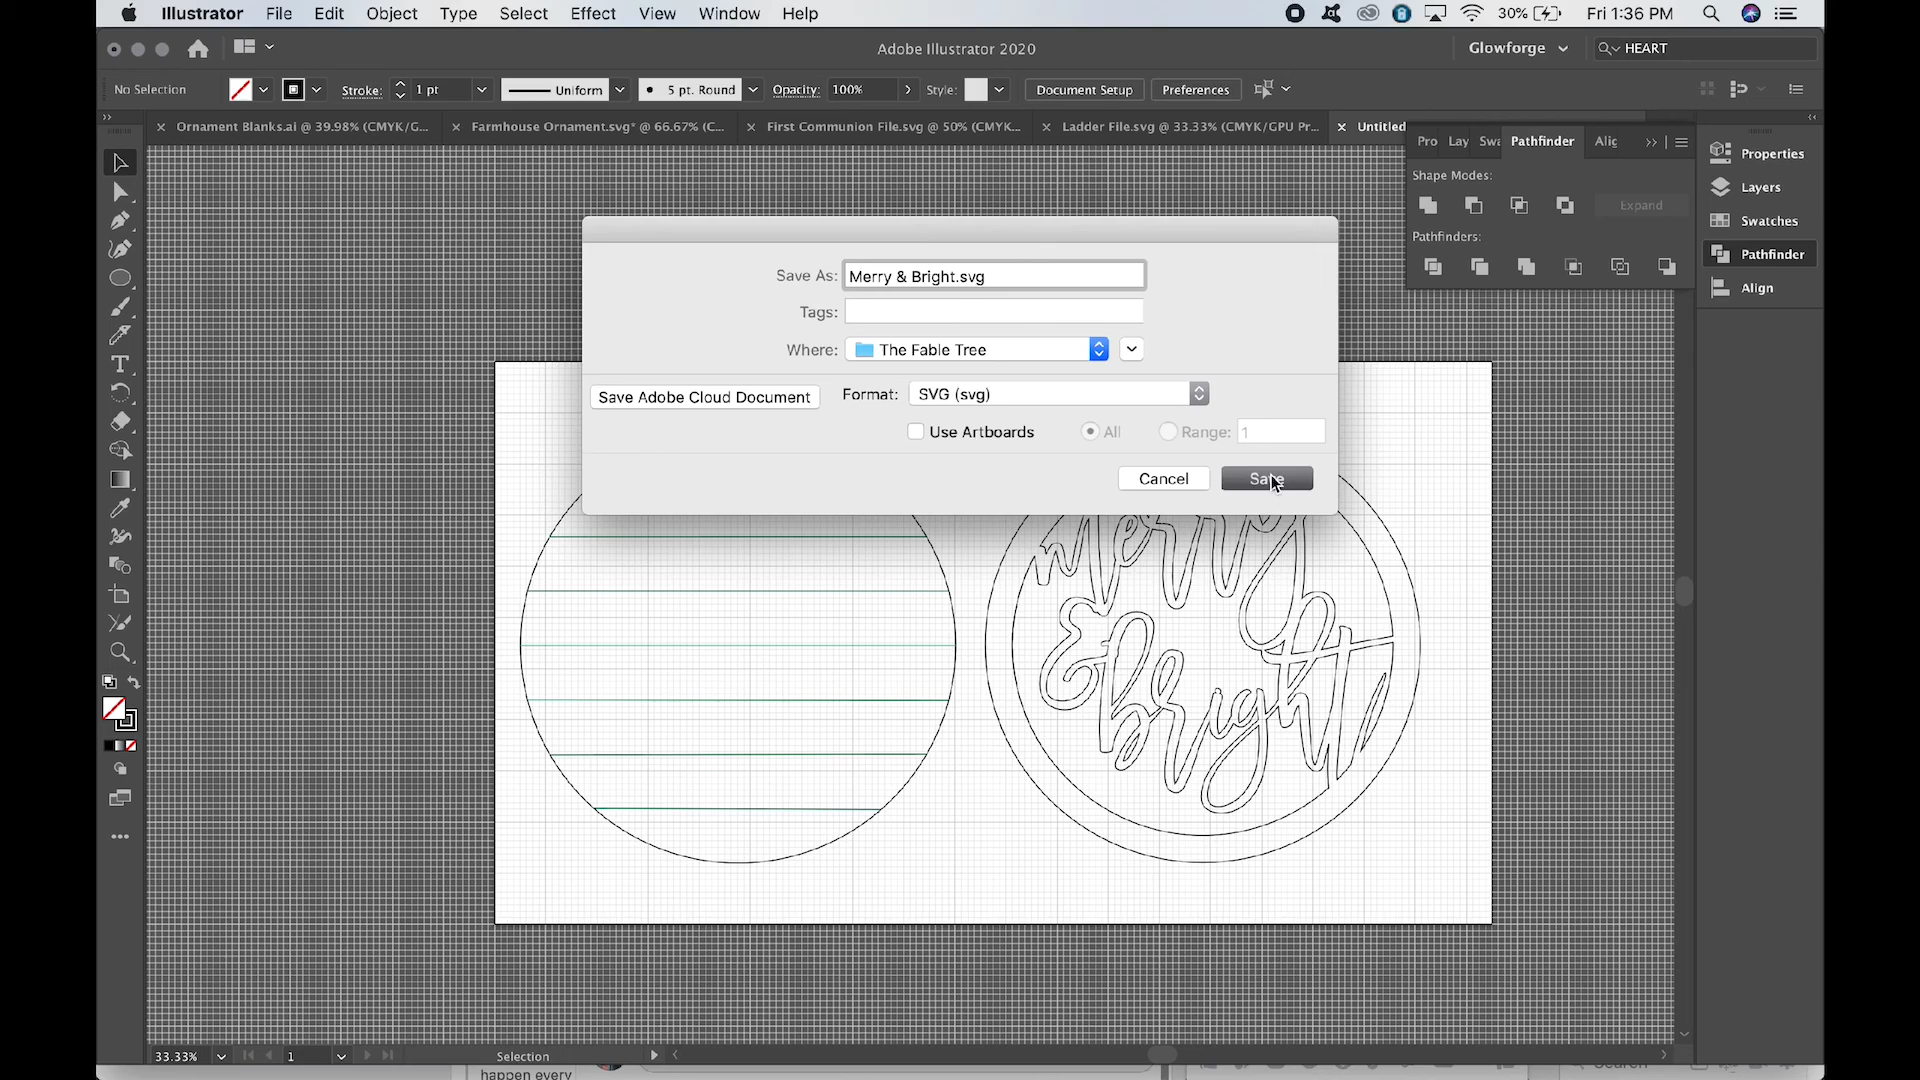 Illustrator File Edit Object Type Select Effect View Window Help 30% Fri 1:36 PM
Adobe Illustrator 2020 Glowforge HEART
No Selection Stroke: 1 pt Uniform 5 pt. Round Opacity: 100% Style: Document Setup Preferences
Ornament Blanks.ai @ 39.98% (CMYK/G... Farmhouse Ornament.svg* @ 66.67% (C... First Communion File.svg @ 50% (CMYK... Ladder File.svg @ 33.33% (CMYK/GPU Pr... Untitled
Pro Lay Swa Pathfinder Alig
Shape Modes:
Expand
Pathfinders:
Properties
Layers
Swatches
Pathfinder
Align
Save As: Merry & Bright.svg
Tags:
Where: The Fable Tree
Save Adobe Cloud Document Format: SVG (svg)
Use Artboards All Range: 1
Cancel Save
merry
& bright
33.33% 1 Selection
happen every